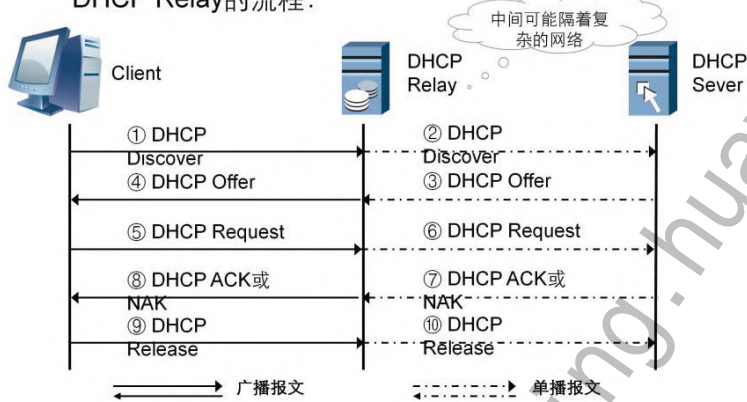 DHCP Relay的流程：
中间可能隔着复
杂的网络
Client
DHCP
Relay
DHCP
Sever
① DHCP
Discover
② DHCP
Discover
④ DHCP Offer
③ DHCP Offer
⑤ DHCP Request
⑥ DHCP Request
⑧ DHCP ACK或
NAK
⑦ DHCP ACK或
NAK
⑨ DHCP
Release
⑩ DHCP
Release
广播报文
单播报文